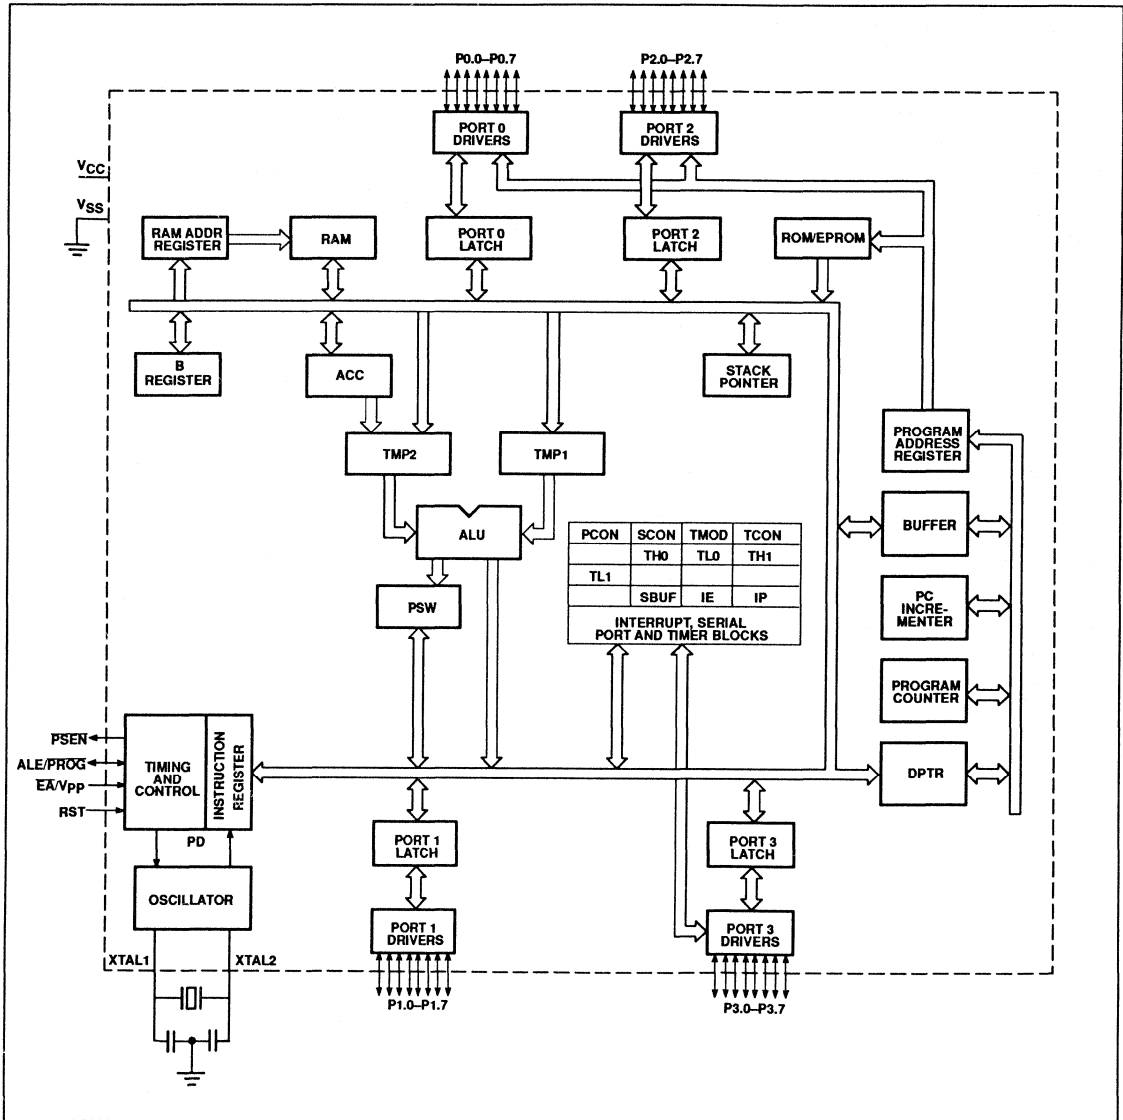 P0.0–P0.7
P2.0–P2.7
PORT 0
DRIVERS
PORT 2
DRIVERS
VCC
VSS
RAM ADDR
REGISTER
RAM
PORT 0
LATCH
PORT 2
LATCH
ROM/EPROM
B
REGISTER
ACC
STACK
POINTER
TMP2
TMP1
PROGRAM
ADDRESS
REGISTER
ALU
BUFFER
PCON SCON TMOD TCON
TH0 TL0 TH1
TL1
SBUF IE IP
INTERRUPT, SERIAL
PORT AND TIMER BLOCKS
PSW
PC
INCRE-
MENTER
PROGRAM
COUNTER
PSEN
ALE/PROG
EA/VPP
RST
TIMING
AND
CONTROL
INSTRUCTION
REGISTER
DPTR
PD
PORT 1
LATCH
PORT 3
LATCH
OSCILLATOR
PORT 1
DRIVERS
PORT 3
DRIVERS
XTAL1
XTAL2
P1.0–P1.7
P3.0–P3.7